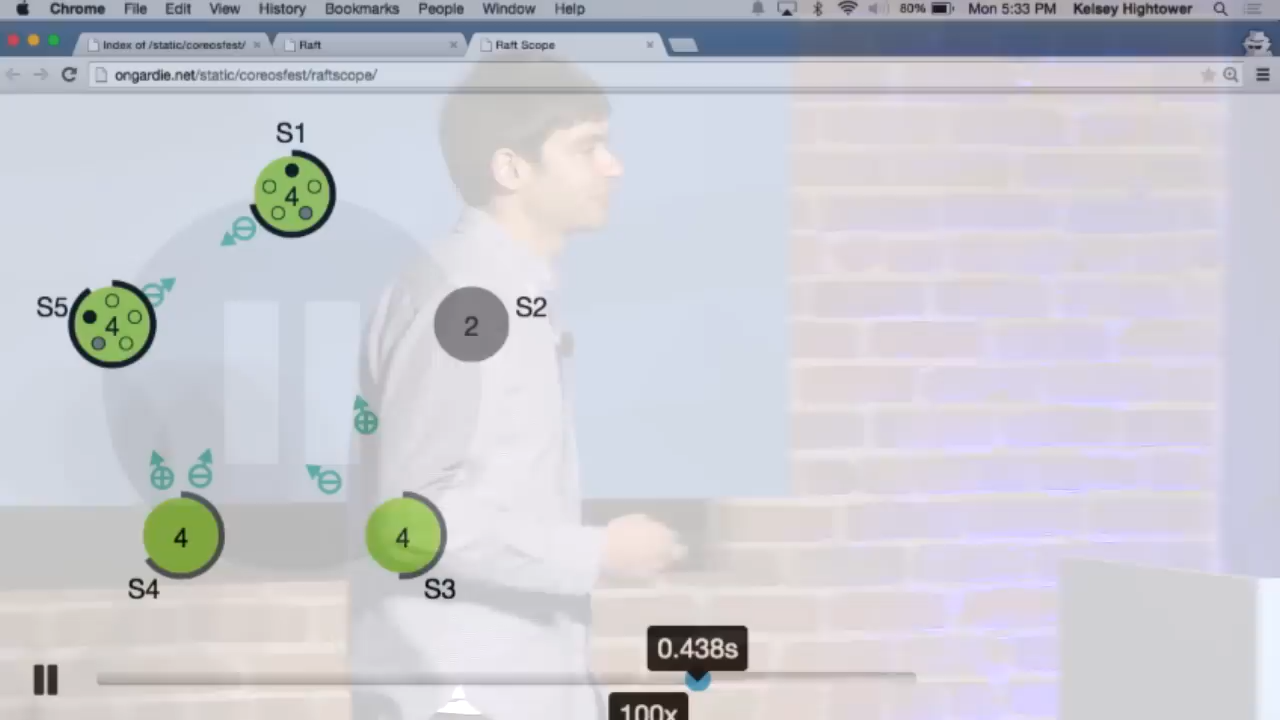 Chrome File Edit View History Bookmarks People Window Help 80% Mon 5:33 PM Kelsey Hightower
Index of /static/coreosfest/ Raft Raft Scope
ongardie.net/static/coreosfest/raftscope/
S1
4
S5
4
2
S2
4
S4
4
S3
0.438s
100x